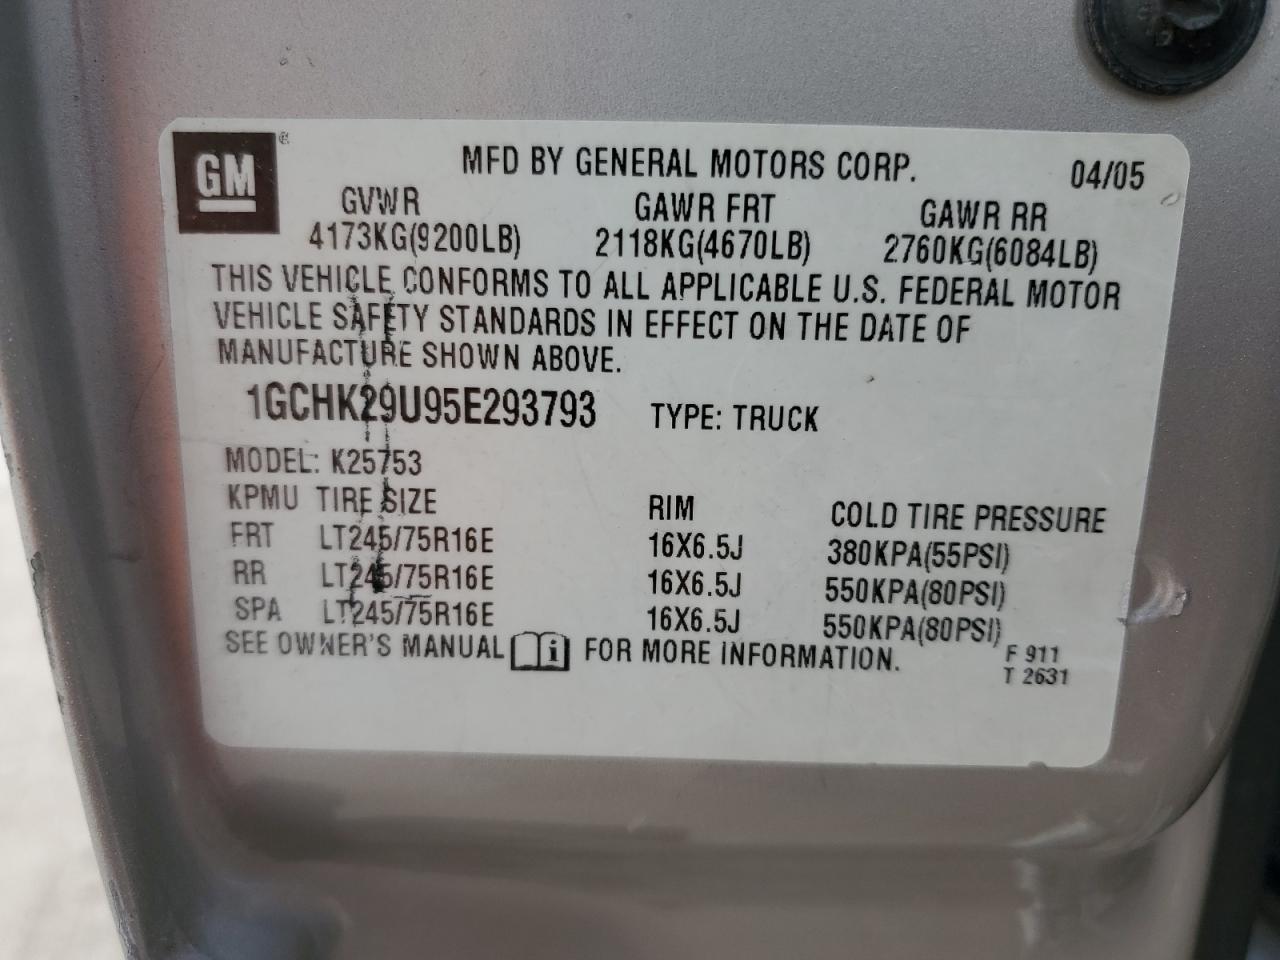 GM
MFD BY GENERAL MOTORS CORP. 04/05
GVWR GAWR FRT GAWR RR
4173KG(9200LB) 2118KG(4670LB) 2760KG(6084LB)
THIS VEHICLE CONFORMS TO ALL APPLICABLE U.S. FEDERAL MOTOR
VEHICLE SAFETY STANDARDS IN EFFECT ON THE DATE OF
MANUFACTURE SHOWN ABOVE.
1GCHK29U95E293793 TYPE: TRUCK
MODEL: K25753
KPMU TIRE SIZE RIM COLD TIRE PRESSURE
FRT LT245/75R16E 16X6.5J 380KPA(55PSI)
RR LT245/75R16E 16X6.5J 550KPA(80PSI)
SPA LT245/75R16E 16X6.5J 550KPA(80PSI)
SEE OWNER'S MANUAL i FOR MORE INFORMATION. F 911
T 2631